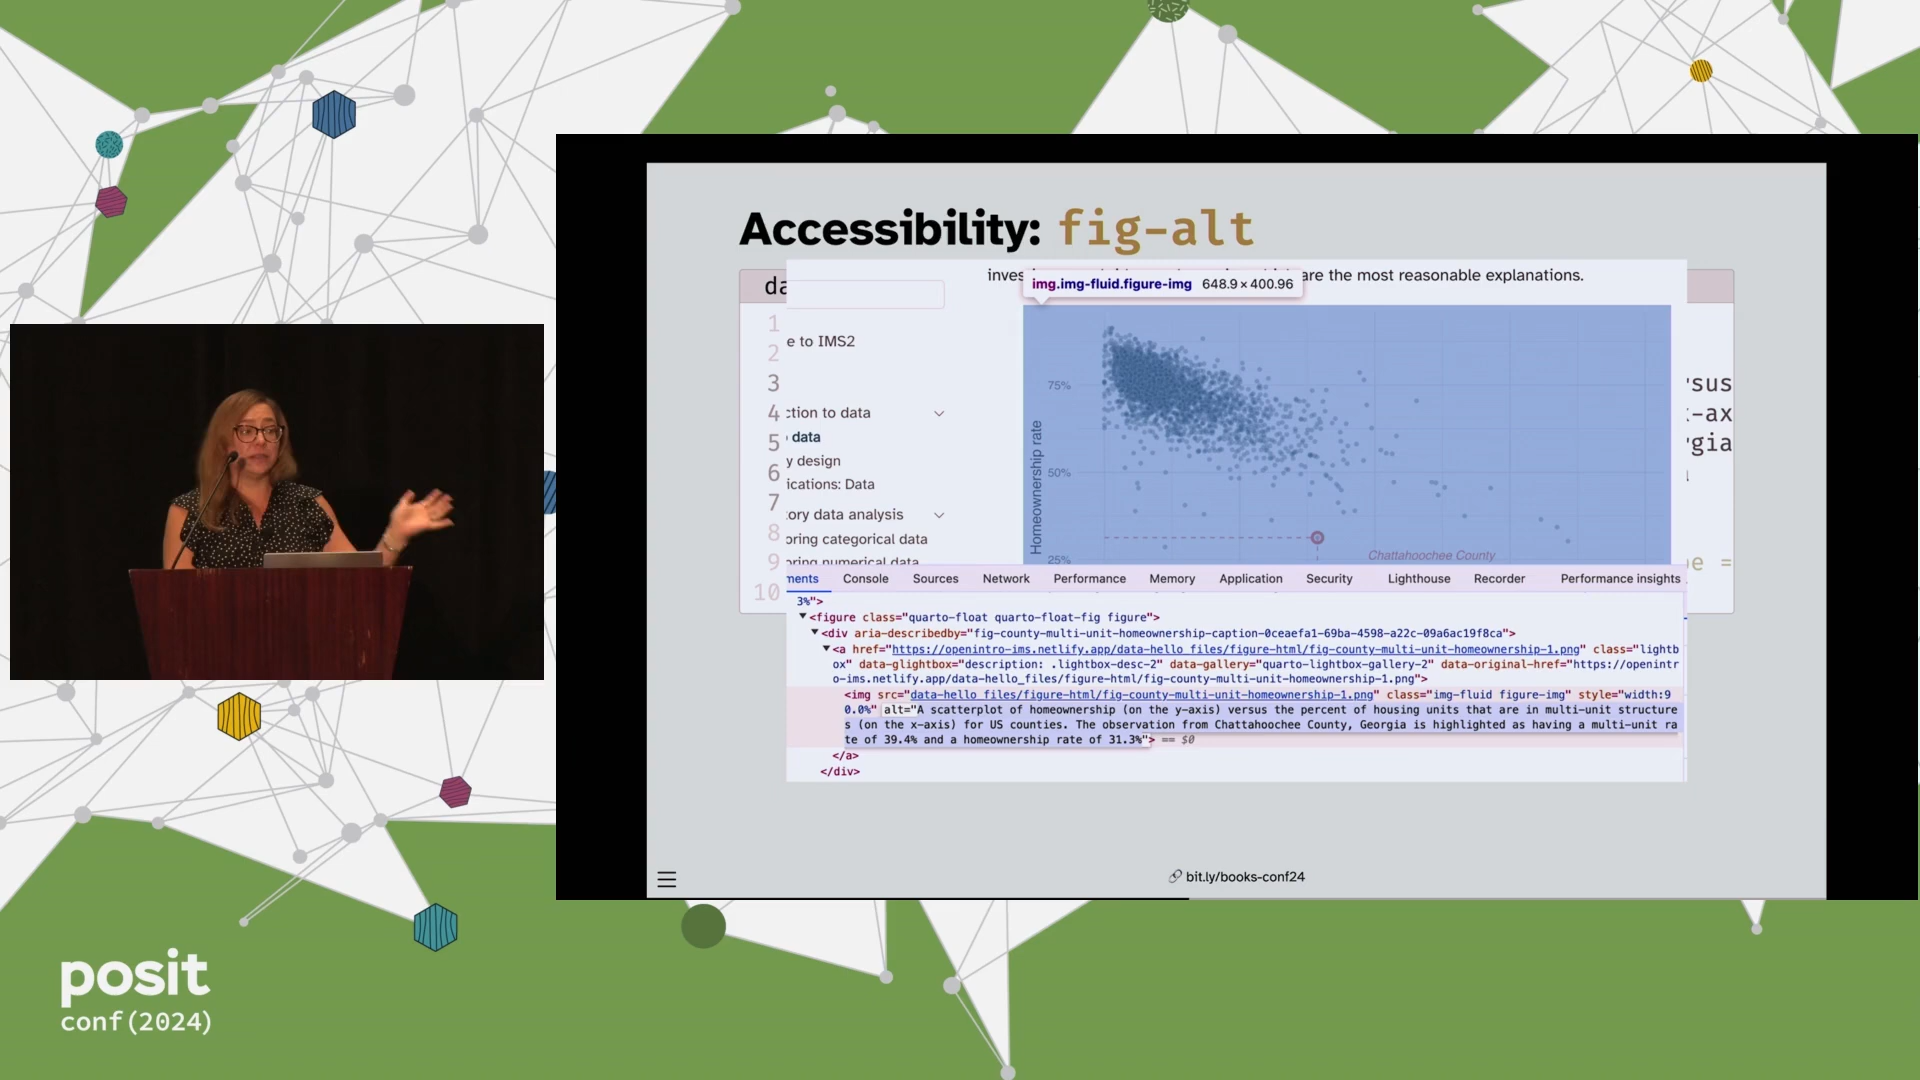 Accessibility: fig-alt
da
inves
are the most reasonable explanations.
img.img-fluid.figure-img 648.9 × 400.96
1
2
3
4
5
6
7
8
9
10
e to IMS2
ction to data
data
y design
ications: Data
tory data analysis
oring categorical data
oring numerical data
Homeownership rate
75%
50%
25%
Chattahoochee County
sus
-ax
gia
e =
ments Console Sources Network Performance Memory Application Security Lighthouse Recorder Performance insights
3%">
<figure class="quarto-float quarto-float-fig figure">
<div aria-describedby="fig-county-multi-unit-homeownership-caption-0ceaefa1-69ba-4598-a22c-09a6ac19f8ca">
<a href="https://openintro-ims.netlify.app/data-hello_files/figure-html/fig-county-multi-unit-homeownership-1.png" class="lightb
ox" data-glightbox="description: .lightbox-desc-2" data-gallery="quarto-lightbox-gallery-2" data-original-href="https://openintr
o-ims.netlify.app/data-hello_files/figure-html/fig-county-multi-unit-homeownership-1.png">
<img src="data-hello_files/figure-html/fig-county-multi-unit-homeownership-1.png" class="img-fluid figure-img" style="width:9
0.0%" alt="A scatterplot of homeownership (on the y-axis) versus the percent of housing units that are in multi-unit structure
s (on the x-axis) for US counties. The observation from Chattahoochee County, Georgia is highlighted as having a multi-unit ra
te of 39.4% and a homeownership rate of 31.3%"> == $0
</a>
</div>
bit.ly/books-conf24
posit
conf(2024)